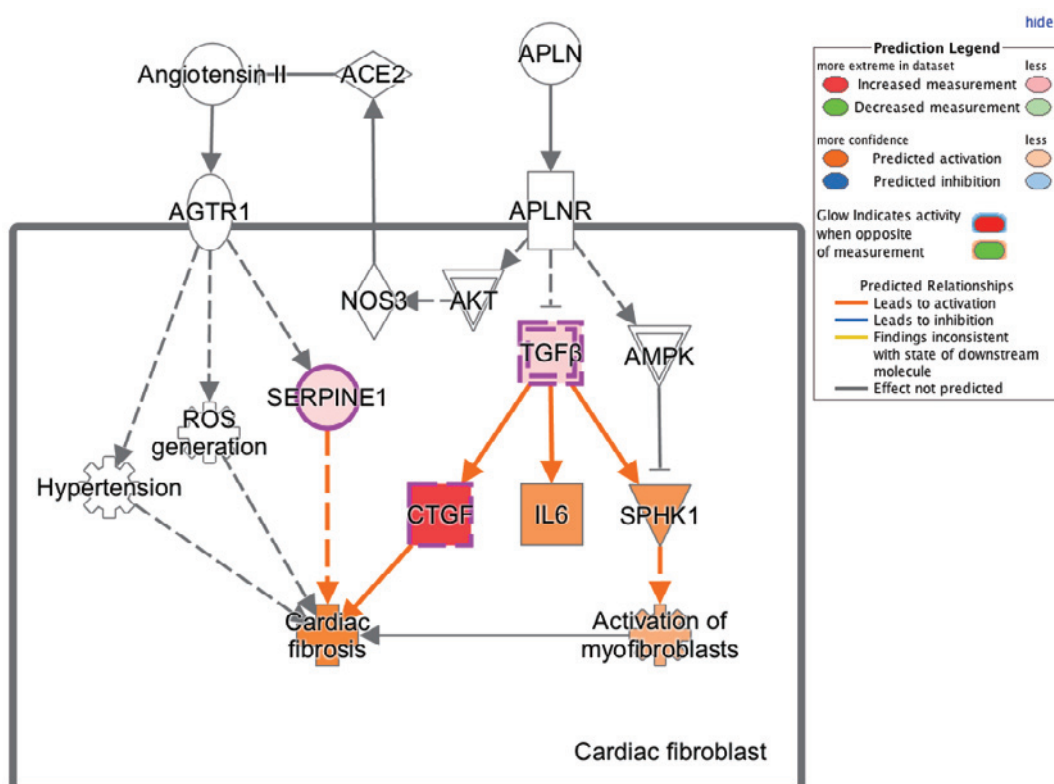 hide
Angiotensin II
ACE2
APLN
AGTR1
APLNR
NOS3
AKT
TGFβ
AMPK
SERPINE1
ROS
generation
Hypertension
CTGF
IL6
SPHK1
Cardiac
fibrosis
Activation of
myofibroblasts
Cardiac fibroblast
Prediction Legend
more extreme in dataset less
Increased measurement
Decreased measurement
more confidence less
Predicted activation
Predicted inhibition
Glow Indicates activity
when opposite
of measurement
Predicted Relationships
Leads to activation
Leads to inhibition
Findings inconsistent
with state of downstream
molecule
Effect not predicted